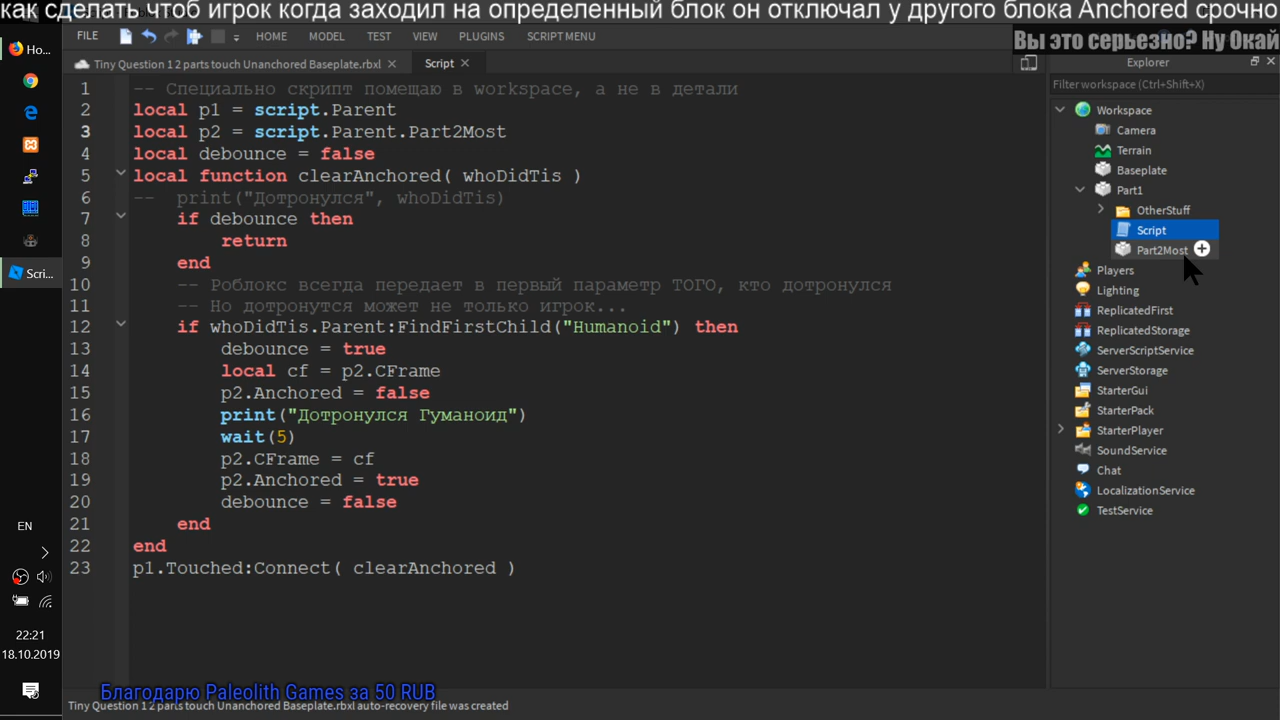 как сделать чтоб игрок когда заходил на определенный блок он отключал у другого блока Anchored срочно
Вы это серьезно? Ну Окай
FILE HOME MODEL TEST VIEW PLUGINS SCRIPT MENU
Tiny Question 1 2 parts touch Unanchored Baseplate.rbxl × Script ×
1 -- Специально скрипт помещаю в workspace, а не в детали
2 local p1 = script.Parent
3 local p2 = script.Parent.Part2Most
4 local debounce = false
5 local function clearAnchored( whoDidTis )
6 -- print("Дотронулся", whoDidTis)
7 if debounce then
8 return
9 end
10 -- Роблокс всегда передает в первый параметр ТОГО, кто дотронулся
11 -- Но дотронутся может не только игрок...
12 if whoDidTis.Parent:FindFirstChild("Humanoid") then
13 debounce = true
14 local cf = p2.CFrame
15 p2.Anchored = false
16 print("Дотронулся Гуманоид")
17 wait(5)
18 p2.CFrame = cf
19 p2.Anchored = true
20 debounce = false
21 end
22 end
23 p1.Touched:Connect( clearAnchored )
Explorer
Filter workspace (Ctrl+Shift+X)
Workspace
Camera
Terrain
Baseplate
Part1
OtherStuff
Script
Part2Most
Players
Lighting
ReplicatedFirst
ReplicatedStorage
ServerScriptService
ServerStorage
StarterGui
StarterPack
StarterPlayer
SoundService
Chat
LocalizationService
TestService
Но...
Scri...
EN
22:21
18.10.2019
Благодарю Paleolith Games за 50 RUB
Tiny Question 1 2 parts touch Unanchored Baseplate.rbxl auto-recovery file was created